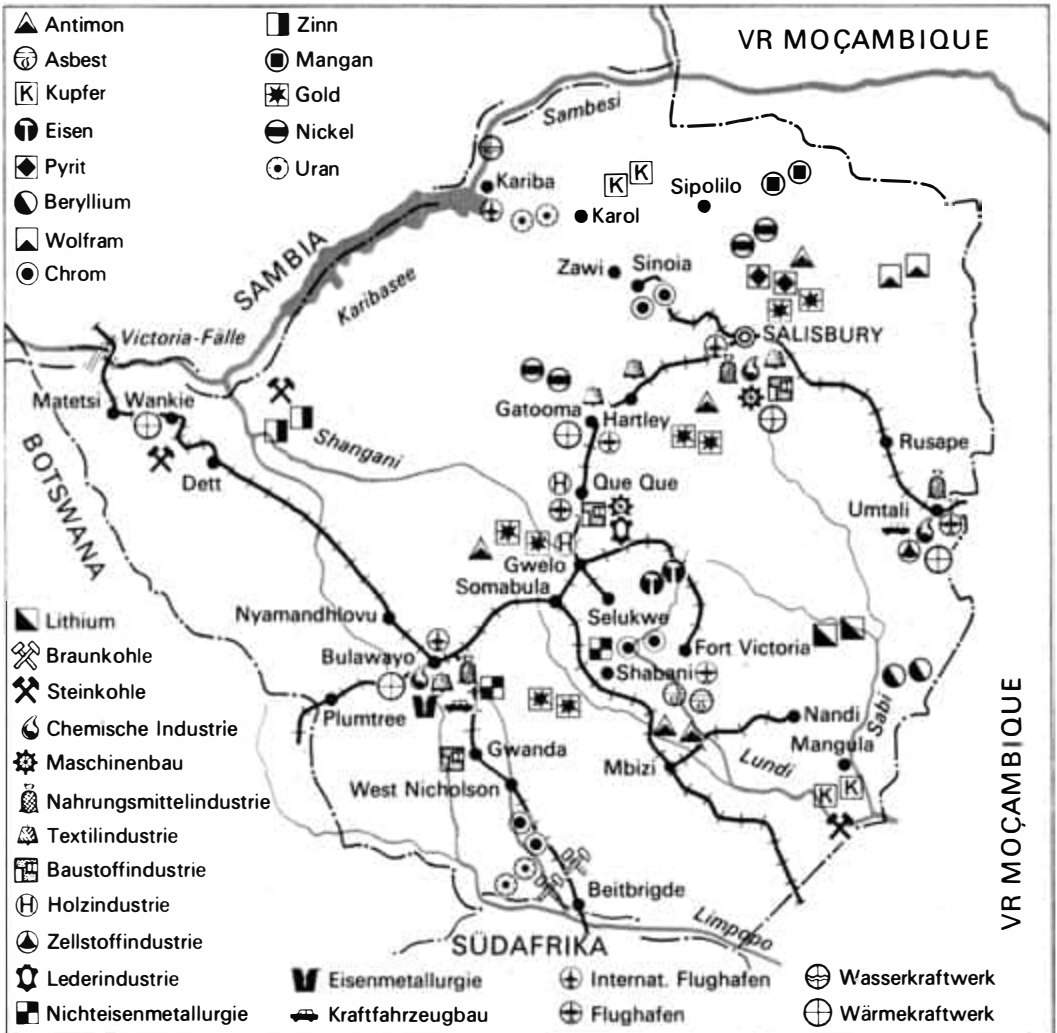 Antimon
Asbest
Kupfer
Eisen
Pyrit
Beryllium
Wolfram
Chrom
Zinn
Mangan
Gold
Nickel
Uran
VR MOÇAMBIQUE
Sambesi
Kariba
Karol
Sipolilo
SAMBIA
Karibasee
Zawi
Sinoia
Victoria-Fälle
SALISBURY
Matetsi
Wankie
Gatooma
Hartley
Shangani
Rusape
BOTSWANA
Dett
Que Que
Umtali
Gwelo
Somabula
Nyamandhlovu
Selukwe
Bulawayo
Fort Victoria
Shabani
Plumtree
Nandi
Sabi
Gwanda
Mangula
Mbizi
Lundi
West Nicholson
VR MOÇAMBIQUE
Beitbrigde
Limpopo
SÜDAFRIKA
Lithium
Braunkohle
Steinkohle
Chemische Industrie
Maschinenbau
Nahrungsmittelindustrie
Textilindustrie
Baustoffindustrie
Holzindustrie
Zellstoffindustrie
Lederindustrie
Nichteisenmetallurgie
Eisenmetallurgie
Kraftfahrzeugbau
Internat. Flughafen
Flughafen
Wasserkraftwerk
Wärmekraftwerk